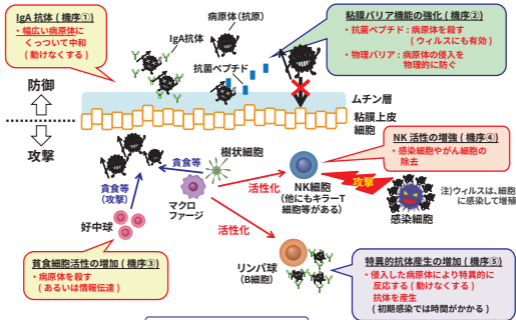 IgA 抗体 ( 機序①)
・幅広い病原体に
くっついて中和
( 動けなくする )
病原体 ( 抗原 )
IgA抗体
抗菌ペプチド
粘膜バリア機能の強化 ( 機序②)
・抗菌ペプチド : 病原体を殺す
( ウィルスにも有効 )
・物理バリア : 病原体の侵入を
物理的に防ぐ
防御
攻撃
ムチン層
粘膜上皮
細胞
NK 活性の増強 ( 機序④)
・感染細胞やがん細胞の
除去
貪食等
樹状細胞
貪食等
(攻撃)
マクロ
ファージ
好中球
活性化
NK細胞
(他にもキラーT
細胞等がある)
攻撃
感染細胞
注)ウィルスは、細胞
に感染して増殖
活性化
リンパ球
(B細胞)
貪食細胞活性の増加 ( 機序③)
・病原体を殺す
( あるいは情報伝達 )
特異的抗体産生の増加 ( 機序⑤)
・侵入した病原体により特異的に
反応する ( 動けなくする )
抗体を産生
( 初期感染では時間がかかる )